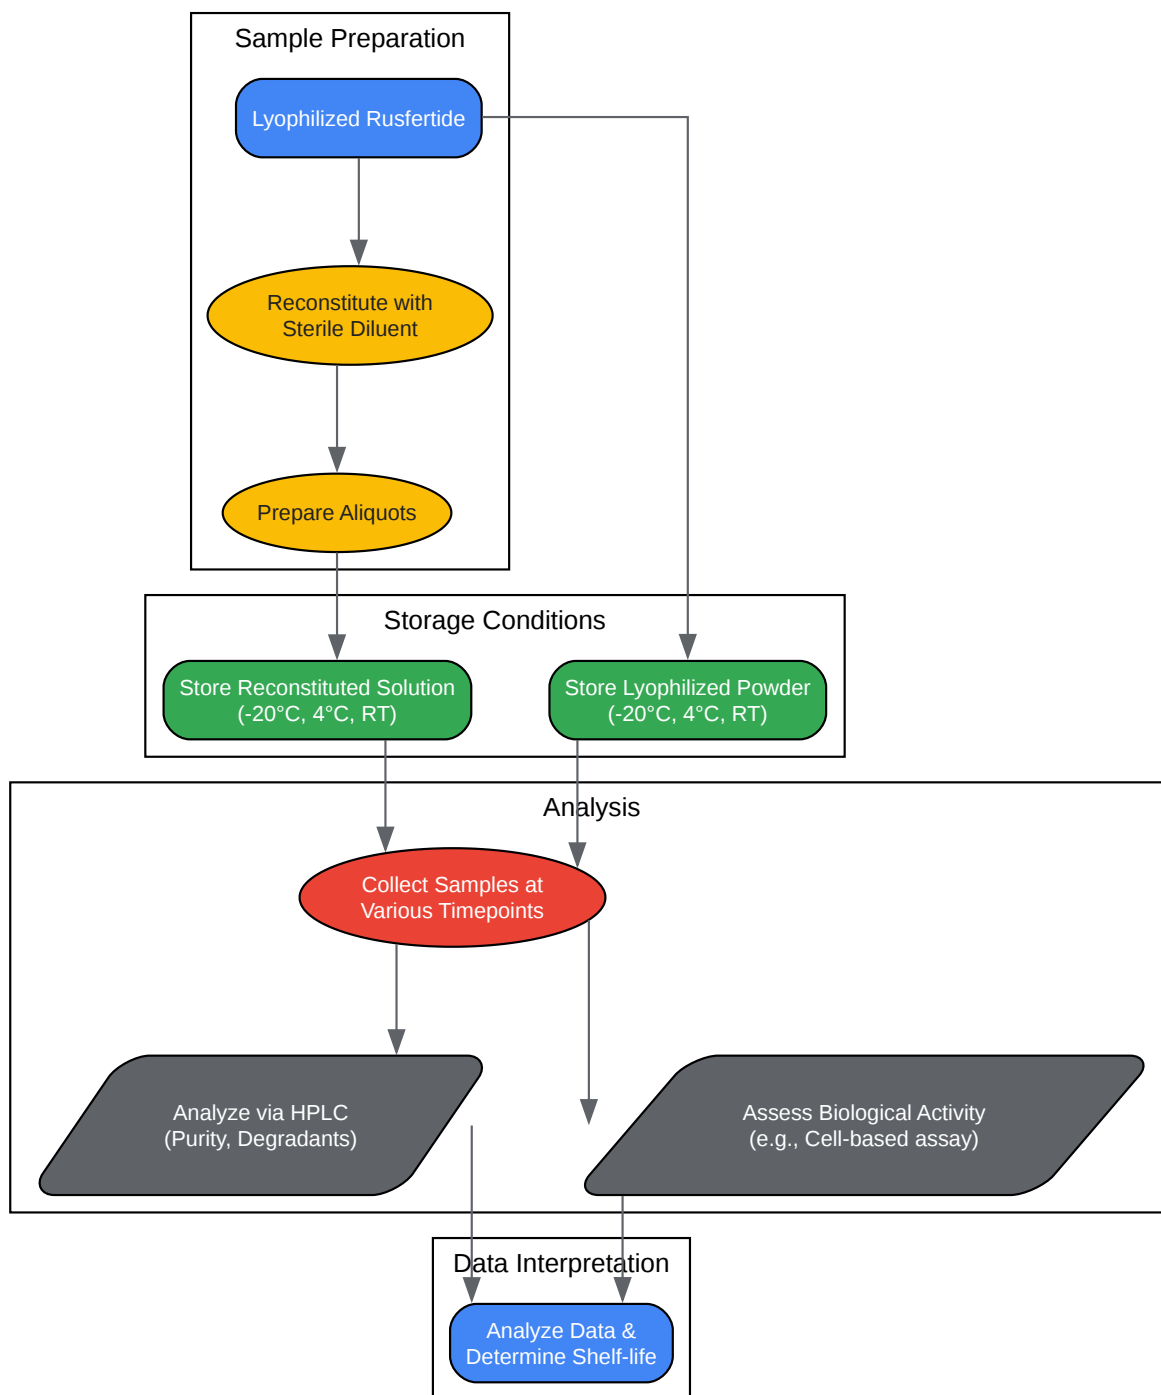 Sample Preparation
Lyophilized Rusfertide
Reconstitute with
Sterile Diluent
Prepare Aliquots
Storage Conditions
Store Reconstituted Solution
(-20°C, 4°C, RT)
Store Lyophilized Powder
(-20°C, 4°C, RT)
Analysis
Collect Samples at
Various Timepoints
Analyze via HPLC
(Purity, Degradants)
Assess Biological Activity
(e.g., Cell-based assay)
Data Interpretation
Analyze Data &
Determine Shelf-life